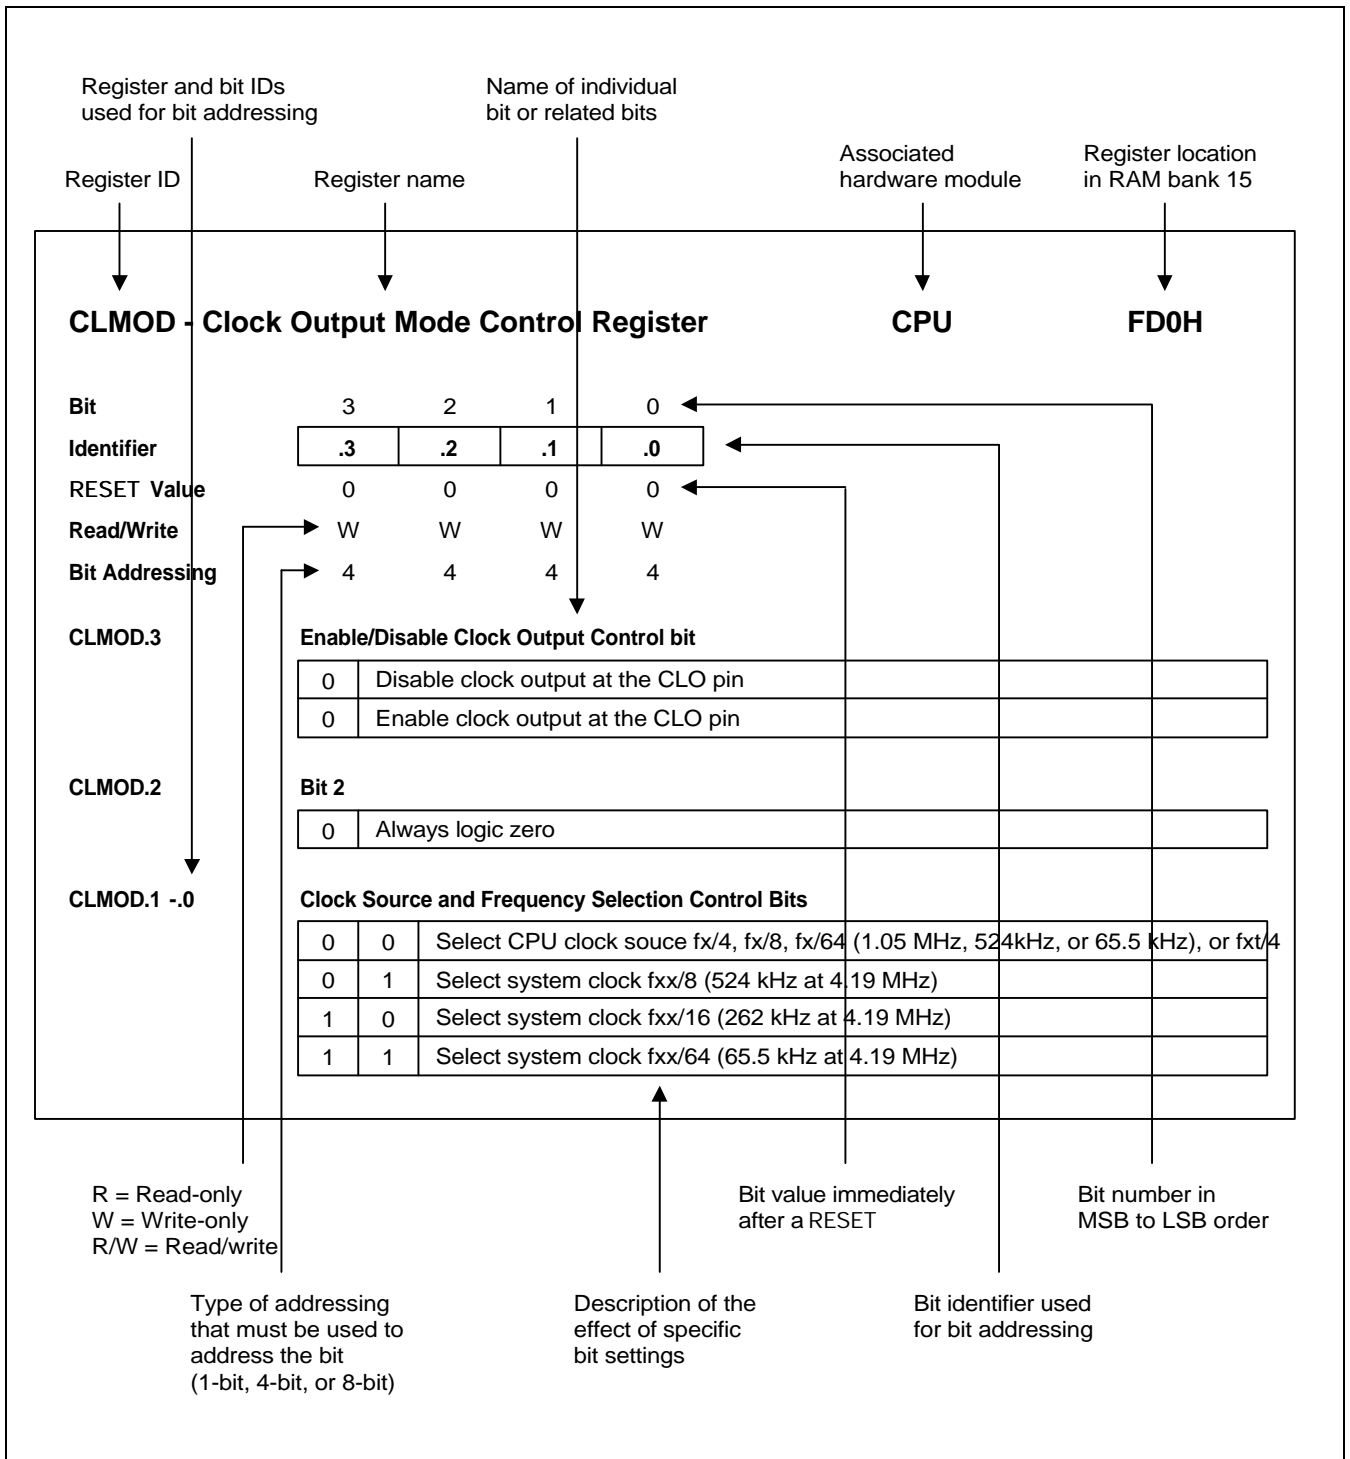 Register and bit IDs
used for bit addressing
Name of individual
bit or related bits
Associated
hardware module
Register location
in RAM bank 15
Register ID
Register name
CLMOD - Clock Output Mode Control Register CPU FD0H
Bit 3 2 1 0
Identifier .3 .2 .1 .0
RESET Value 0 0 0 0
Read/Write W W W W
Bit Addressing 4 4 4 4
CLMOD.3 Enable/Disable Clock Output Control bit
0 Disable clock output at the CLO pin
0 Enable clock output at the CLO pin
CLMOD.2 Bit 2
0 Always logic zero
CLMOD.1 -.0 Clock Source and Frequency Selection Control Bits
0 0 Select CPU clock souce fx/4, fx/8, fx/64 (1.05 MHz, 524kHz, or 65.5 kHz), or fxt/4
0 1 Select system clock fxx/8 (524 kHz at 4.19 MHz)
1 0 Select system clock fxx/16 (262 kHz at 4.19 MHz)
1 1 Select system clock fxx/64 (65.5 kHz at 4.19 MHz)
R = Read-only
W = Write-only
R/W = Read/write
Bit value immediately
after a RESET
Bit number in
MSB to LSB order
Type of addressing
that must be used to
address the bit
(1-bit, 4-bit, or 8-bit)
Description of the
effect of specific
bit settings
Bit identifier used
for bit addressing